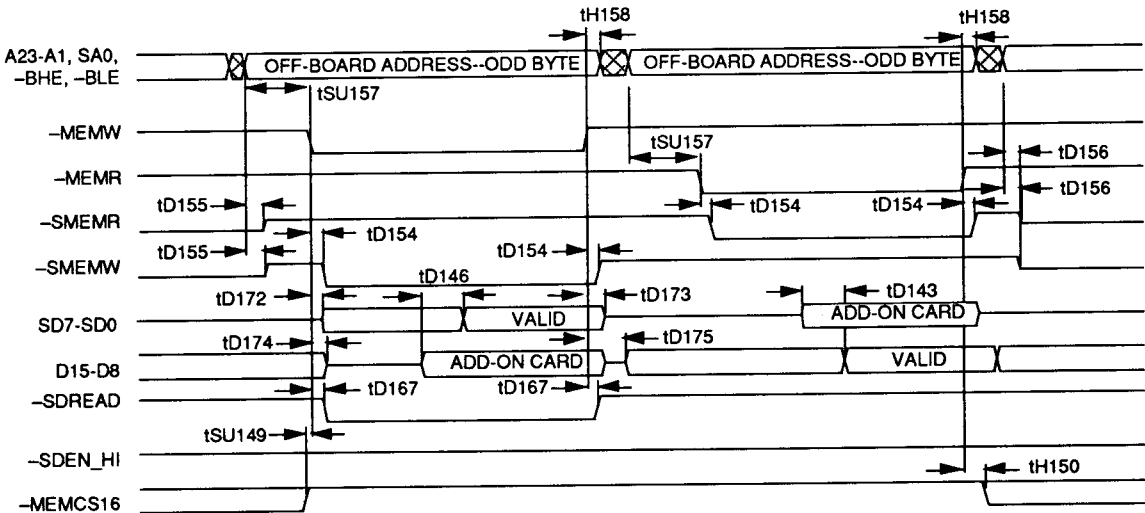 tH158 tH158
A23-A1, SA0,
–BHE, –BLE
OFF-BOARD ADDRESS--ODD BYTE OFF-BOARD ADDRESS--ODD BYTE
tSU157
–MEMW
tSU157
tD156
–MEMR
tD156
tD155 tD154 tD154
–SMEMR
tD154 tD154
tD155
–SMEMW
tD146
tD172 tD173 tD143
SD7-SD0 VALID ADD-ON CARD
tD174 tD175
D15-D8 ADD-ON CARD VALID
tD167 tD167
–SDREAD
tSU149
–SDEN_HI
tH150
–MEMCS16